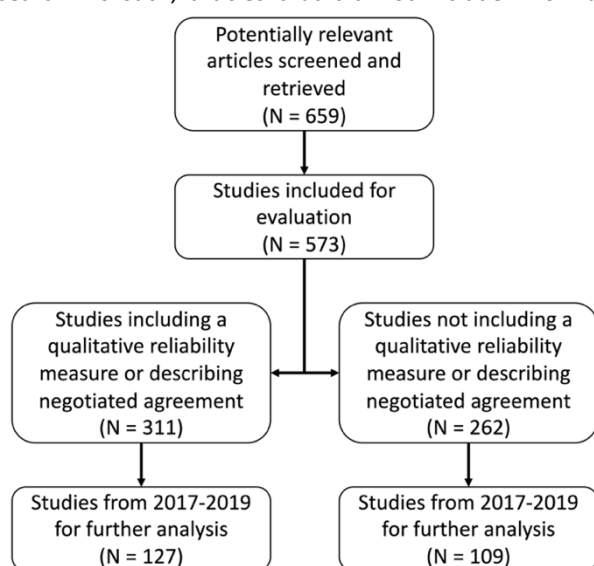 Potentially relevant
articles screened and
retrieved
(N = 659)
Studies included for
evaluation
(N = 573)
Studies including a
qualitative reliability
measure or describing
negotiated agreement
(N = 311)
Studies not including a
qualitative reliability
measure or describing
negotiated agreement
(N = 262)
Studies from 2017-2019
for further analysis
(N = 127)
Studies from 2017-2019
for further analysis
(N = 109)